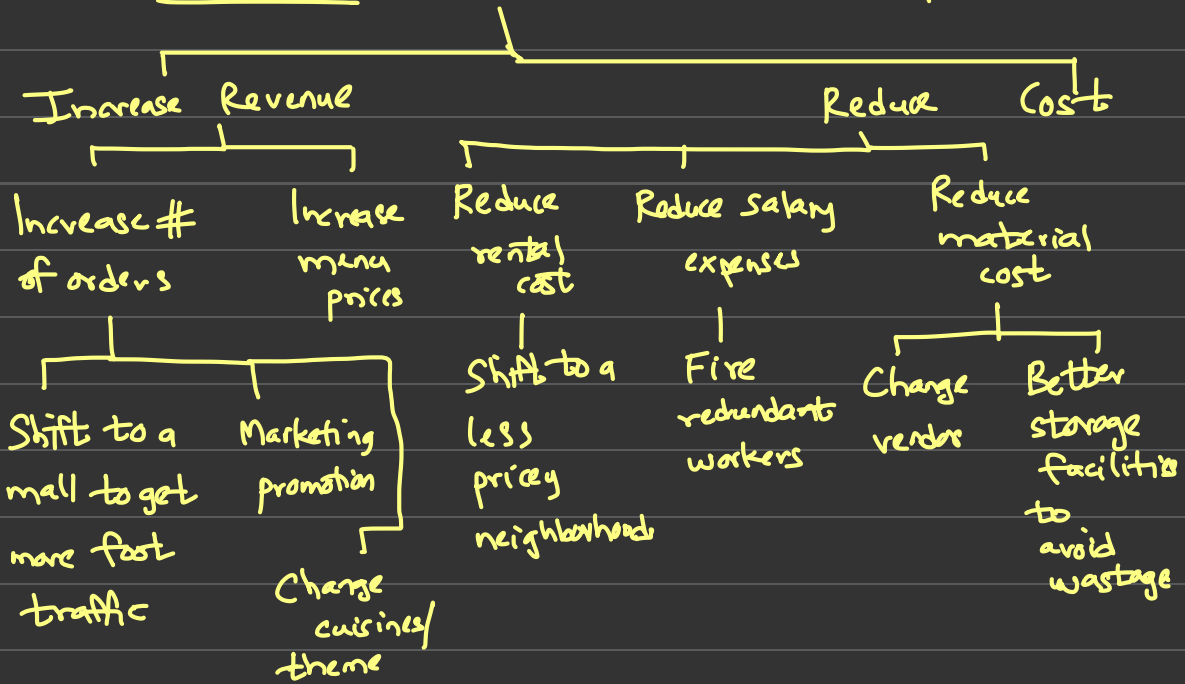 Increase Revenue
Reduce Cost
Increase #
of orders
Increase
menu
prices
Reduce
rental
cost
Reduce salary
expenses
Reduce
material
cost
Shift to a
mall to get
more foot
traffic
Marketing
promotion
Change
cuisines/
theme
Shift to a
less
pricey
neighborhood
Fire
redundant
workers
Change
vendor
Better
storage
facilities
to
avoid
wastage